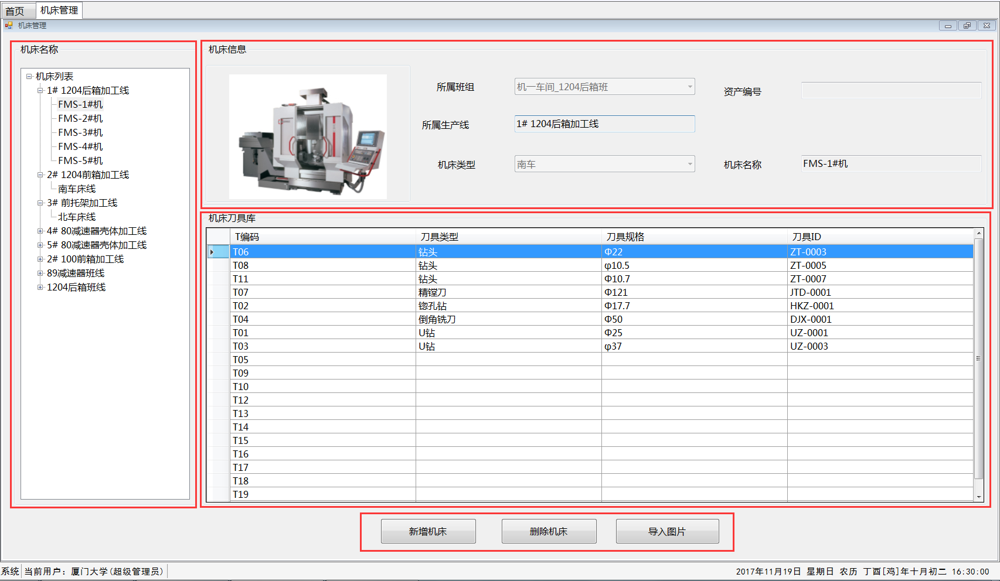 首页 机床管理
机床管理
机床名称
机床列表
1# 1204后箱加工线
FMS-1#机
FMS-2#机
FMS-3#机
FMS-4#机
FMS-5#机
2# 1204前箱加工线
南车床线
3# 前托架加工线
北车床线
4# 80减速器壳体加工线
5# 80减速器壳体加工线
2# 100前箱加工线
89减速器班线
1204后箱班线
机床信息
所属班组 机一车间_1204后箱班 资产编号
所属生产线 1# 1204后箱加工线
机床类型 南车 机床名称 FMS-1#机
机床刀具库
T编码 刀具类型 刀具规格 刀具ID
T06 钻头 Φ22 ZT-0003
T08 钻头 φ10.5 ZT-0005
T11 钻头 Φ10.7 ZT-0007
T07 精镗刀 Φ121 JTD-0001
T02 锪孔钻 Φ17.7 HKZ-0001
T04 倒角铣刀 Φ50 DJX-0001
T01 U钻 Φ25 UZ-0001
T03 U钻 φ37 UZ-0003
T05
T09
T10
T12
T13
T14
T15
T16
T17
T18
T19
新增机床 删除机床 导入图片
系统 当前用户：厦门大学(超级管理员) 2017年11月19日 星期日 农历 丁酉[鸡]年十月初二 16:30:00